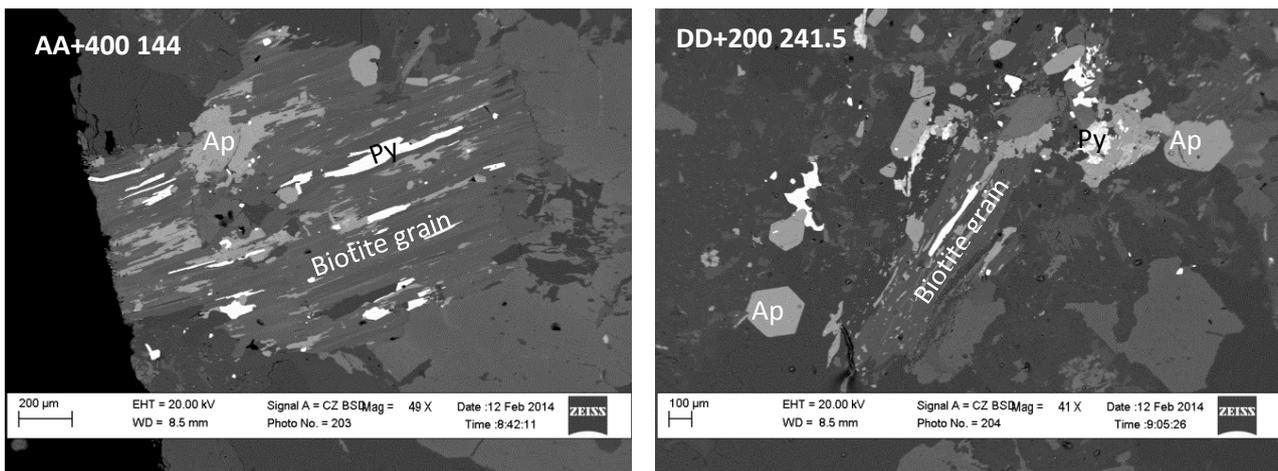 AA+400 144
Ap
Py
Biotite grain
200 µm
EHT = 20.00 kV
WD = 8.5 mm
Signal A = CZ BSD
Mag = 49 X
Photo No. = 203
Date :12 Feb 2014
Time :8:42:11
ZEISS
DD+200 241.5
Py
Ap
Biotite grain
Ap
100 µm
EHT = 20.00 kV
WD = 8.5 mm
Signal A = CZ BSD
Mag = 41 X
Photo No. = 204
Date :12 Feb 2014
Time :9:05:26
ZEISS